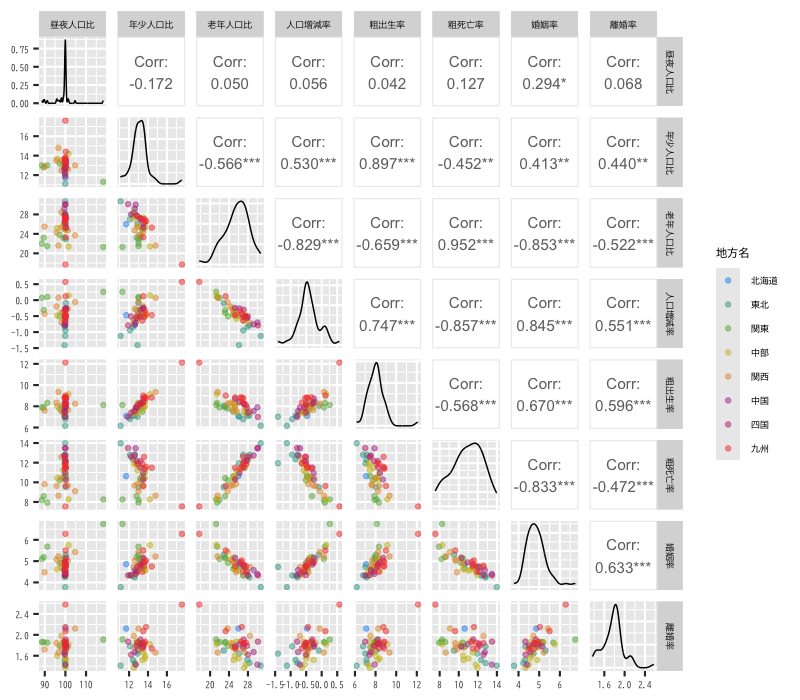 昼夜人口比 年少人口比 老年人口比 人口増減率 粗出生率 粗死亡率 婚姻率 離婚率
0.75
0.50
0.25
0.00
Corr: Corr: Corr: Corr: Corr: Corr: Corr:
-0.172 0.050 0.056 0.042 0.127 0.294* 0.068
昼夜人口比
16
14
12
Corr: Corr: Corr: Corr: Corr: Corr:
-0.566*** 0.530*** 0.897*** -0.452** 0.413** 0.440**
年少人口比
28
24
20
Corr: Corr: Corr: Corr: Corr:
-0.829*** -0.659*** 0.952*** -0.853*** -0.522***
老年人口比
0.5
0.0
-0.5
-1.0
-1.5
Corr: Corr: Corr: Corr:
0.747*** -0.857*** 0.845*** 0.551***
人口増減率
12
10
8
6
Corr: Corr: Corr:
-0.568*** 0.670*** 0.596***
粗出生率
14
12
10
8
Corr: Corr:
-0.833*** -0.472***
粗死亡率
6
5
4
Corr:
0.633***
婚姻率
2.4
2.0
1.6
離婚率
90 100 110 12 14 16 20 24 28 -1.5 -1.0 -0.5 0.0 0.5 6 8 10 12 8 10 12 14 4 5 6 1.6 2.0 2.4
地方名
北海道
東北
関東
中部
関西
中国
四国
九州